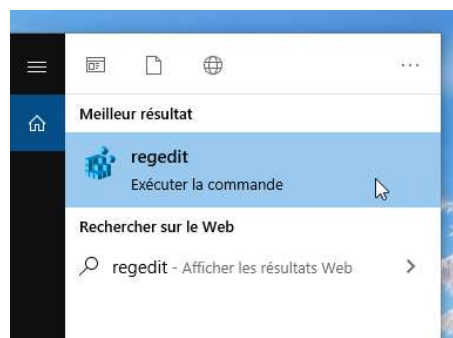 Meilleur résultat
regedit
Exécuter la commande
Rechercher sur le Web
regedit - Afficher les résultats Web